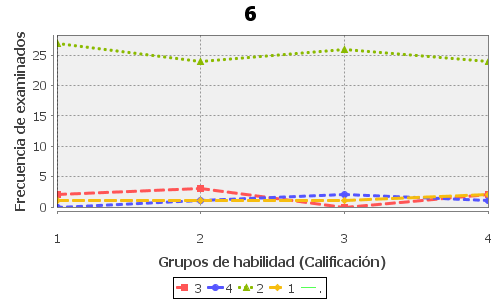 6
Frecuencia de examinados
25
20
15
10
5
0
1 2 3 4
Grupos de habilidad (Calificación)
3 4 2 1 .